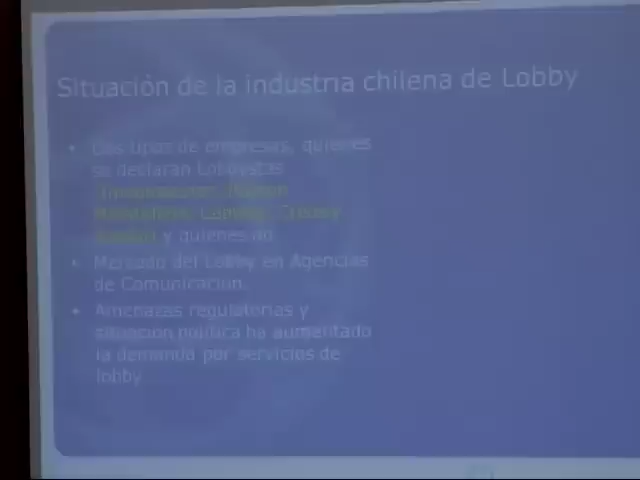 Situación de la industria chilena de Lobby
Dos tipos de empresas, quienes
se declaran Lobbystas
y quienes no
Mercado del Lobby en Agencias
de Comunicación.
Amenazas regulatorias y
situación política ha aumentado
la demanda por servicios de
lobby